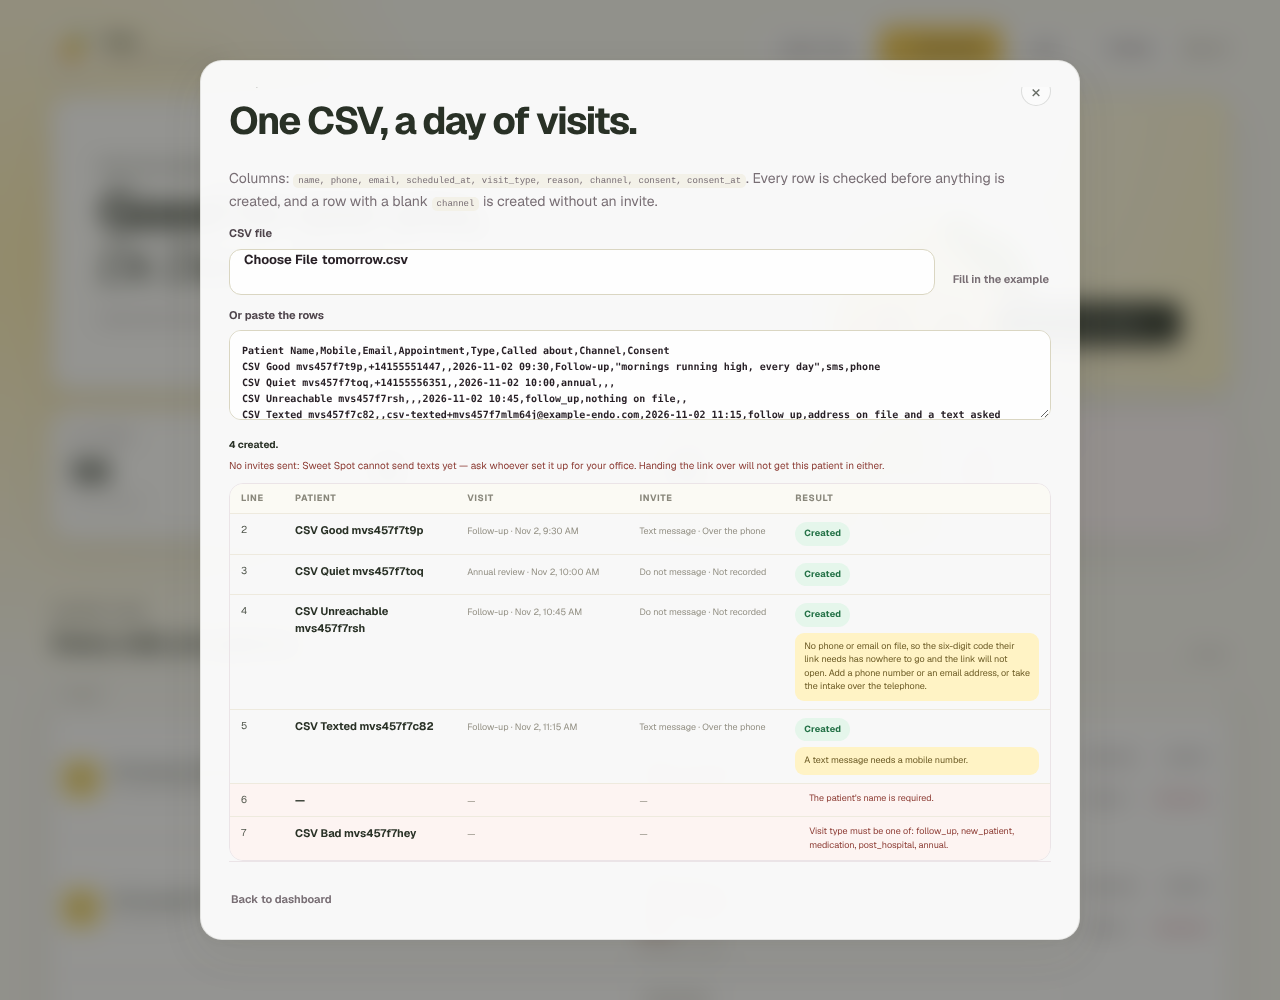 One CSV, a day of visits.
×
Columns: name, phone, email, scheduled_at, visit_type, reason, channel, consent, consent_at. Every row is checked before anything is
created, and a row with a blank channel is created without an invite.
CSV file
Choose File tomorrow.csv
Fill in the example
Or paste the rows
Patient Name,Mobile,Email,Appointment,Type,Called about,Channel,Consent
CSV Good mvs457f7t9p,+14155551447,,2026-11-02 09:30,Follow-up,"mornings running high, every day",sms,phone
CSV Quiet mvs457f7toq,+14155556351,,2026-11-02 10:00,annual,,,
CSV Unreachable mvs457f7rsh,,,2026-11-02 10:45,follow_up,nothing on file,,
CSV Texted mvs457f7c82,,csv-texted+mvs457f7mlm64j@example-endo.com,2026-11-02 11:15,follow up,address on file and a text asked
4 created.
No invites sent: Sweet Spot cannot send texts yet — ask whoever set it up for your office. Handing the link over will not get this patient in either.
LINE PATIENT VISIT INVITE RESULT
2 CSV Good mvs457f7t9p Follow-up · Nov 2, 9:30 AM Text message · Over the phone Created
3 CSV Quiet mvs457f7toq Annual review · Nov 2, 10:00 AM Do not message · Not recorded Created
4 CSV Unreachable Follow-up · Nov 2, 10:45 AM Do not message · Not recorded Created
mvs457f7rsh
No phone or email on file, so the six-digit code their
link needs has nowhere to go and the link will not
open. Add a phone number or an email address, or take
the intake over the telephone.
5 CSV Texted mvs457f7c82 Follow-up · Nov 2, 11:15 AM Text message · Over the phone Created
A text message needs a mobile number.
6 — — — The patient's name is required.
7 CSV Bad mvs457f7hey — — Visit type must be one of: follow_up, new_patient,
medication, post_hospital, annual.
Back to dashboard